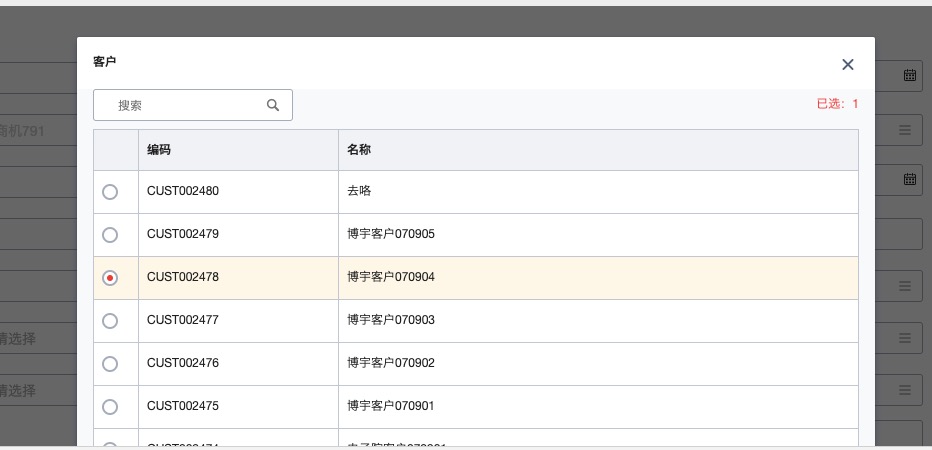 客户
搜索
已选：1
编码 名称
CUST002480 去咯
CUST002479 博宇客户070905
商机791
CUST002478 博宇客户070904
CUST002477 博宇客户070903
请选择
CUST002476 博宇客户070902
请选择
CUST002475 博宇客户070901